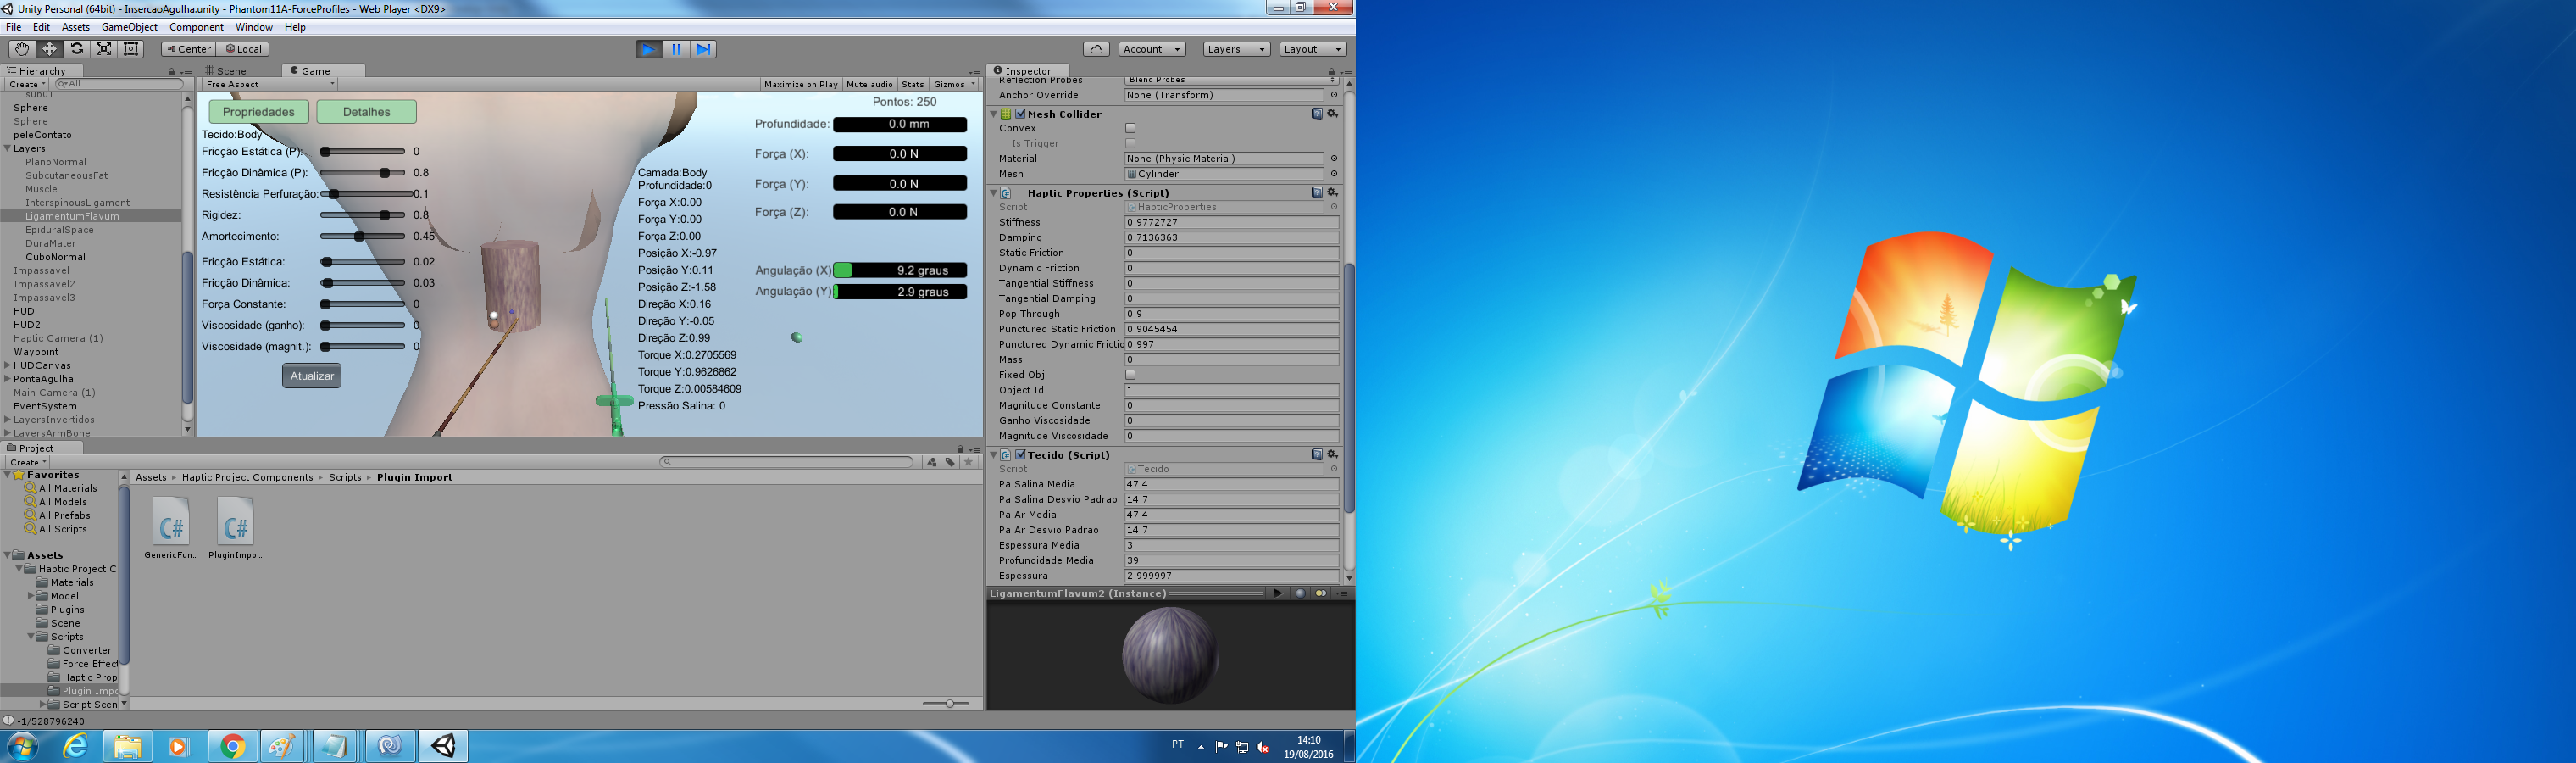 Unity Personal (64bit) - InsercaoAgulha.unity - Phantom11A-ForceProfiles - Web Player <DX9>
File Edit Assets GameObject Component Window Help
Center Local
Account Layers Layout
Hierarchy
Create All
sub01
Sphere
Sphere
peleContato
Layers
PlanoNormal
SubcutaneousFat
Muscle
InterspinousLigament
LigamentumFlavum
EpiduralSpace
DuraMater
CuboNormal
Impassavel
Impassavel2
Impassavel3
HUD
HUD2
Haptic Camera (1)
Waypoint
HUDCanvas
PontaAgulha
Main Camera (1)
EventSystem
LayersInvertidos
LayersArmBone
Scene Game
Free Aspect Maximize on Play Mute audio Stats Gizmos
Propriedades Detalhes
Tecido:Body
Fricção Estática (P): 0
Fricção Dinâmica (P): 0.8
Resistência Perfuração: 0.1
Rigidez: 0.8
Amortecimento: 0.45
Fricção Estática: 0.02
Fricção Dinâmica: 0.03
Força Constante: 0
Viscosidade (ganho): 0
Viscosidade (magnit.): 0
Atualizar
Camada:Body
Profundidade:0
Força X:0.00
Força Y:0.00
Força Z:0.00
Posição X:-0.97
Posição Y:0.11
Posição Z:-1.58
Direção X:0.16
Direção Y:-0.05
Direção Z:0.99
Torque X:0.2705569
Torque Y:0.9626862
Torque Z:0.00584609
Pressão Salina: 0
Pontos: 250
Profundidade: 0.0 mm
Força (X): 0.0 N
Força (Y): 0.0 N
Força (Z): 0.0 N
Angulação (X) 9.2 graus
Angulação (Y) 2.9 graus
Inspector
Reflection Probes Blend Probes
Anchor Override None (Transform)
Mesh Collider
Convex
Is Trigger
Material None (Physic Material)
Mesh Cylinder
Haptic Properties (Script)
Script HapticProperties
Stiffness 0.9772727
Damping 0.7136363
Static Friction 0
Dynamic Friction 0
Tangential Stiffness 0
Tangential Damping 0
Pop Through 0.9
Punctured Static Friction 0.9045454
Punctured Dynamic Frictic 0.997
Mass 0
Fixed Obj
Object Id 1
Magnitude Constante 0
Ganho Viscosidade 0
Magnitude Viscosidade 0
Tecido (Script)
Script Tecido
Pa Salina Media 47.4
Pa Salina Desvio Padrao 14.7
Pa Ar Media 47.4
Pa Ar Desvio Padrao 14.7
Espessura Media 3
Profundidade Media 39
Espessura 2.999997
LigamentumFlavum2 (Instance)
Project
Create
Favorites
All Materials
All Models
All Prefabs
All Scripts
Assets
Haptic Project C
Materials
Model
Plugins
Scene
Scripts
Converter
Force Effect
Haptic Prop
Plugin Impo
Script Scen
Assets Haptic Project Components Scripts Plugin Import
C# C#
GenericFun... PluginImpo...
-1/528796240
PT
14:10
19/08/2016